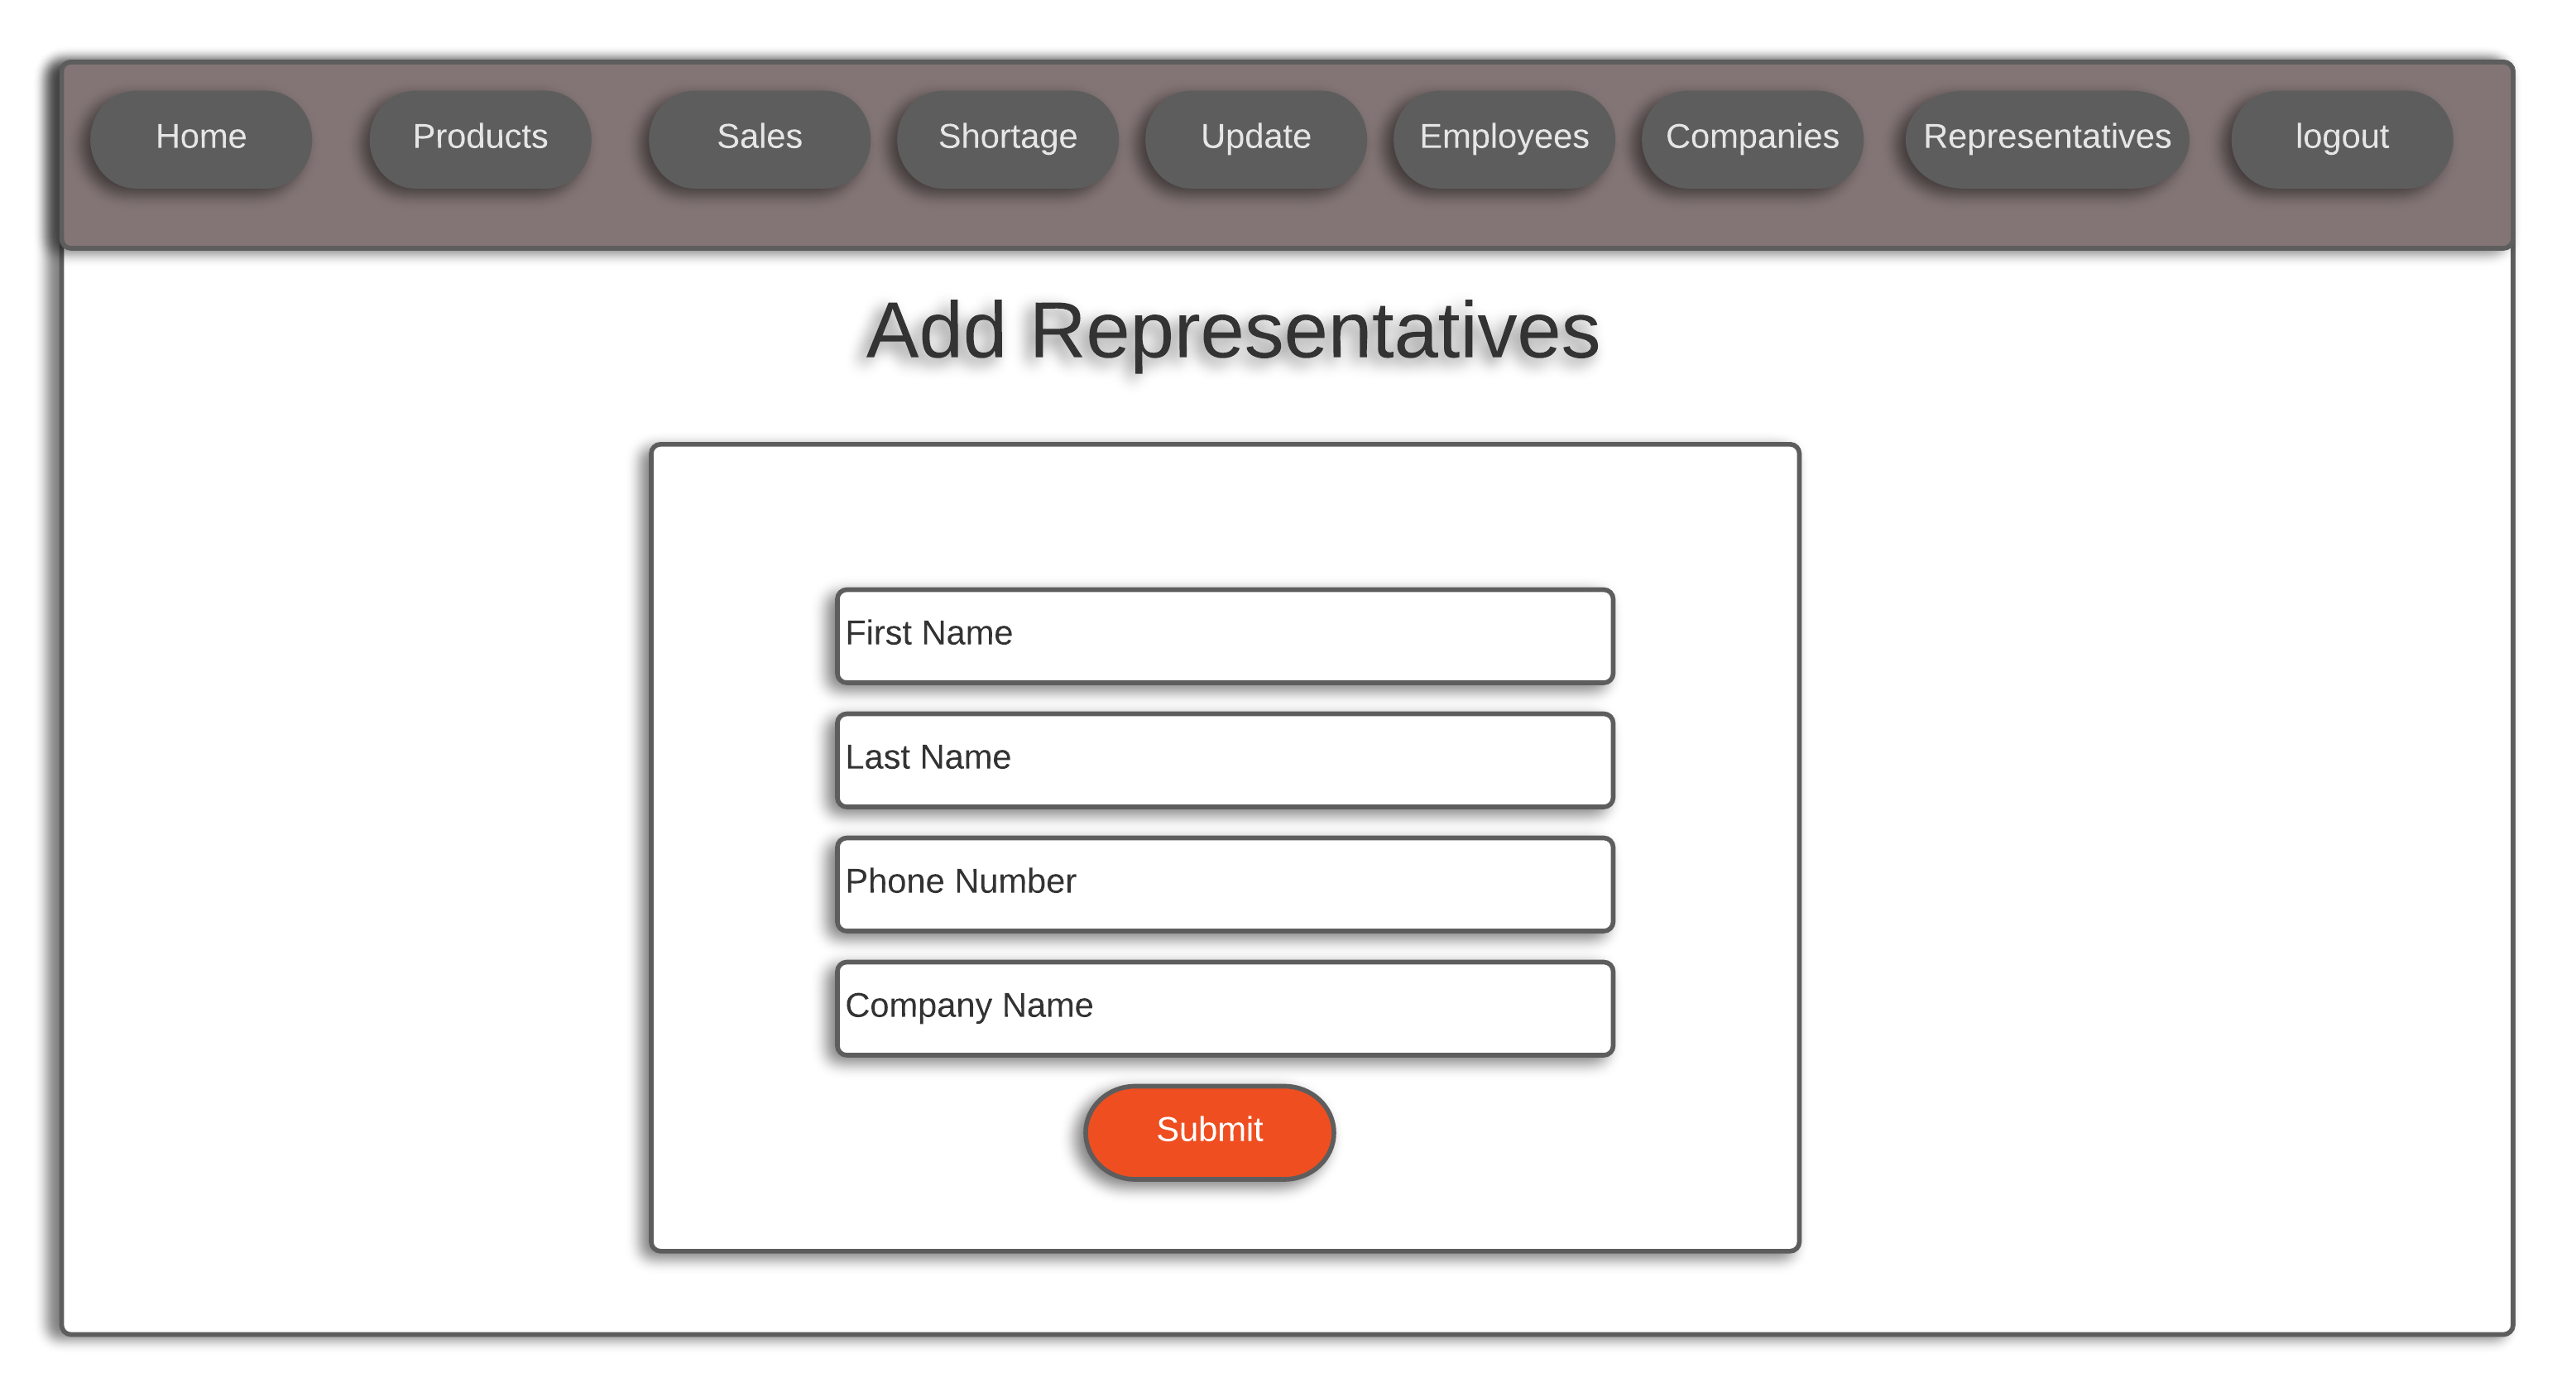 Home Products Sales Shortage Update Employees Companies Representatives logout
Add Representatives
First Name
Last Name
Phone Number
Company Name
Submit